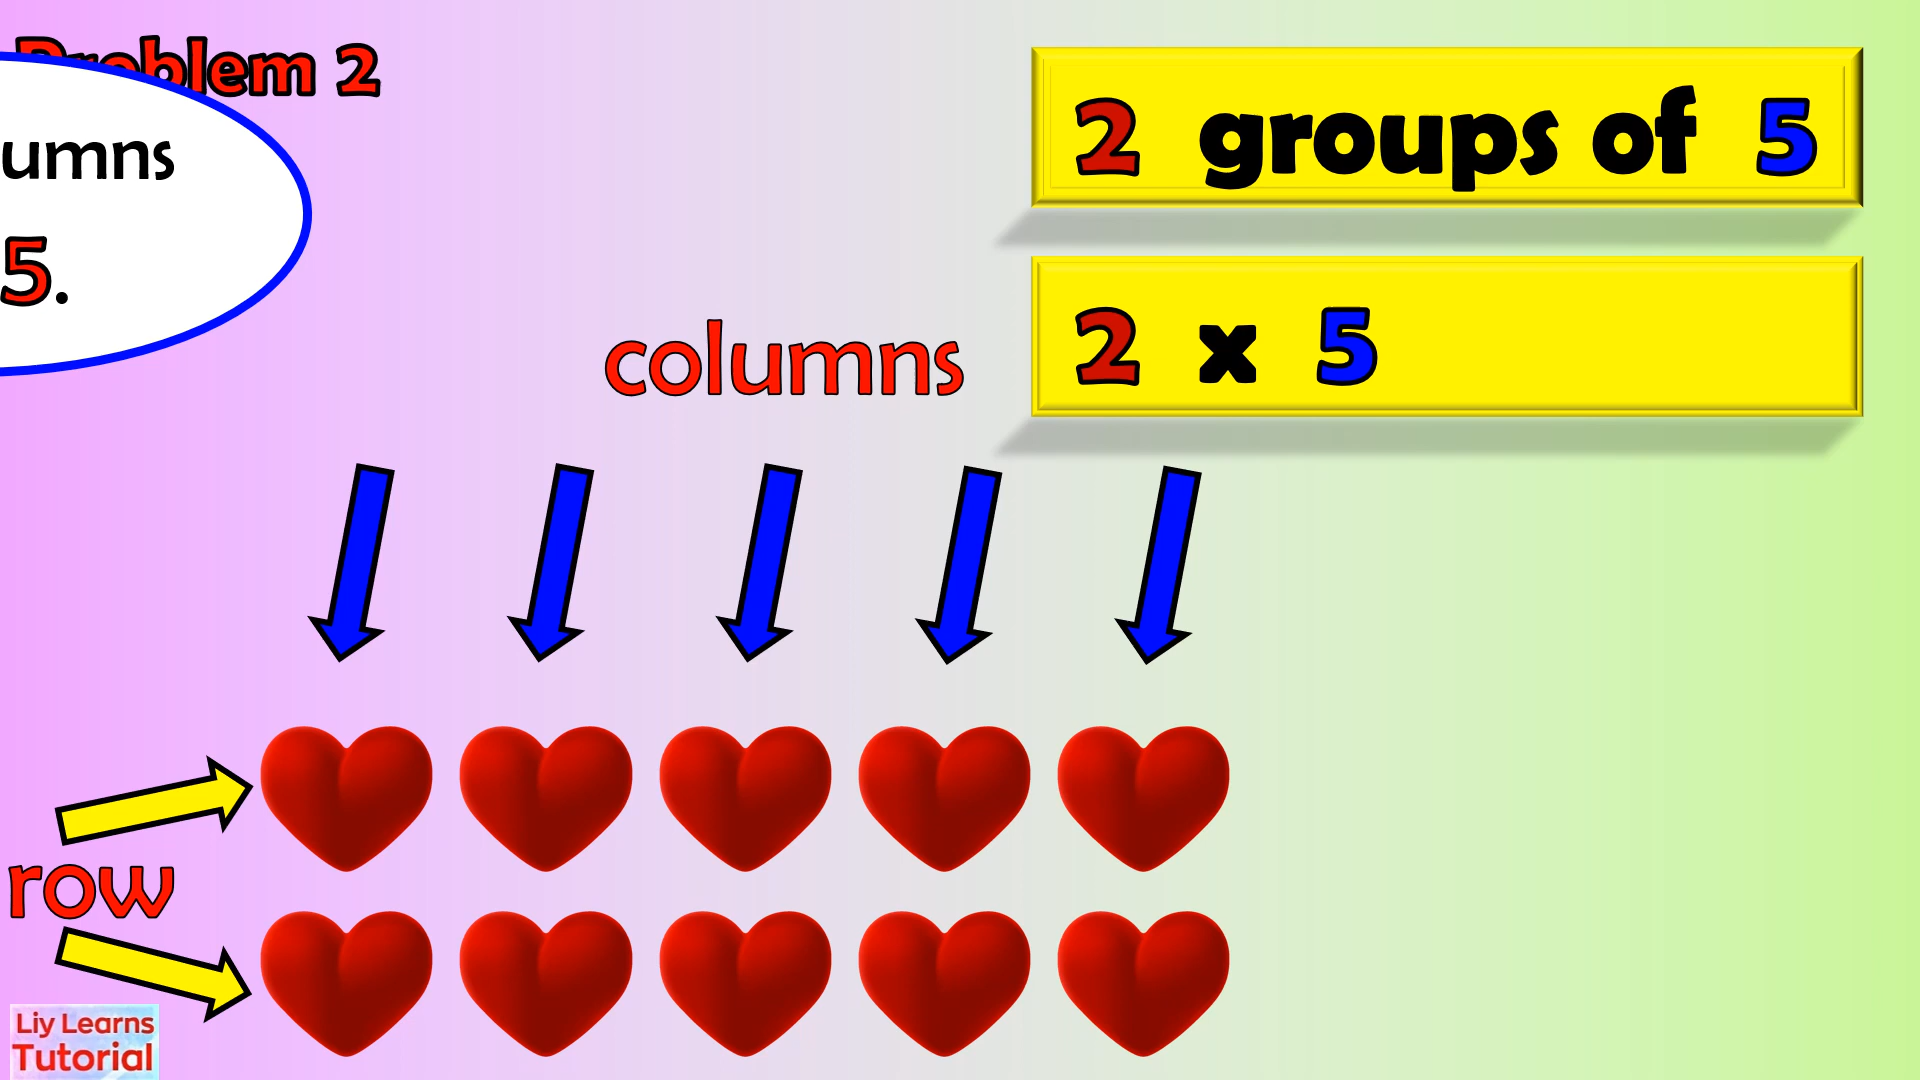 Problem 2
umns
5.
2 groups of 5
2 x 5
columns
row
Liy Learns
Tutorial